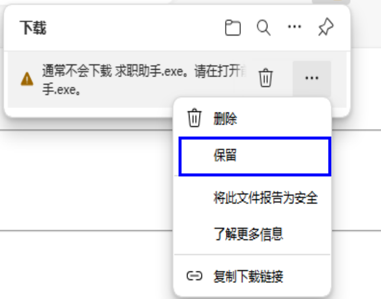 下载
通常不会下载 求职助手.exe。请在打开
手.exe。
删除
保留
将此文件报告为安全
了解更多信息
复制下载链接